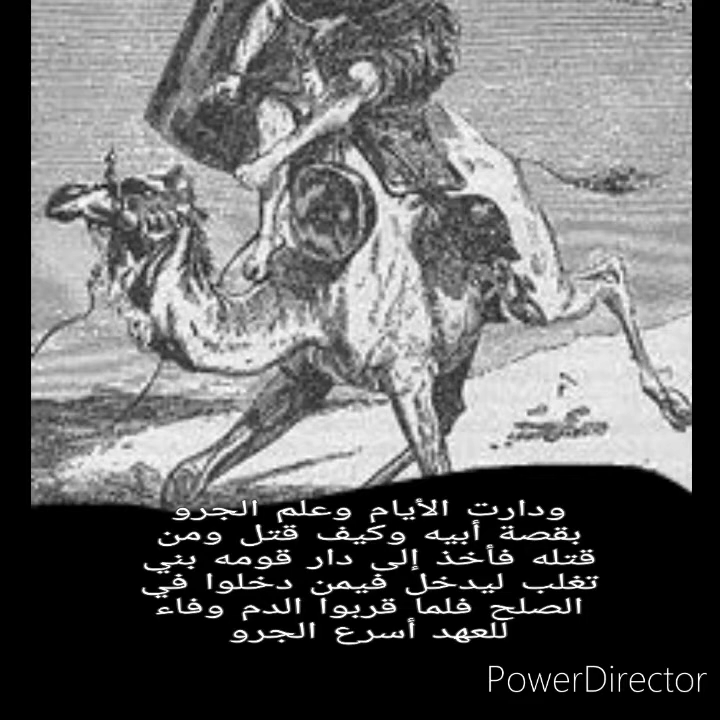 ودارت الأيام وعلم الجرو
بقصة أبيه وكيف قتل ومن
قتله فأخذ إلى دار قومه بني
تغلب ليدخل فيمن دخلوا في
الصلح فلما قربوا الدم وفاء
للعهد أسرع الجرو
PowerDirector